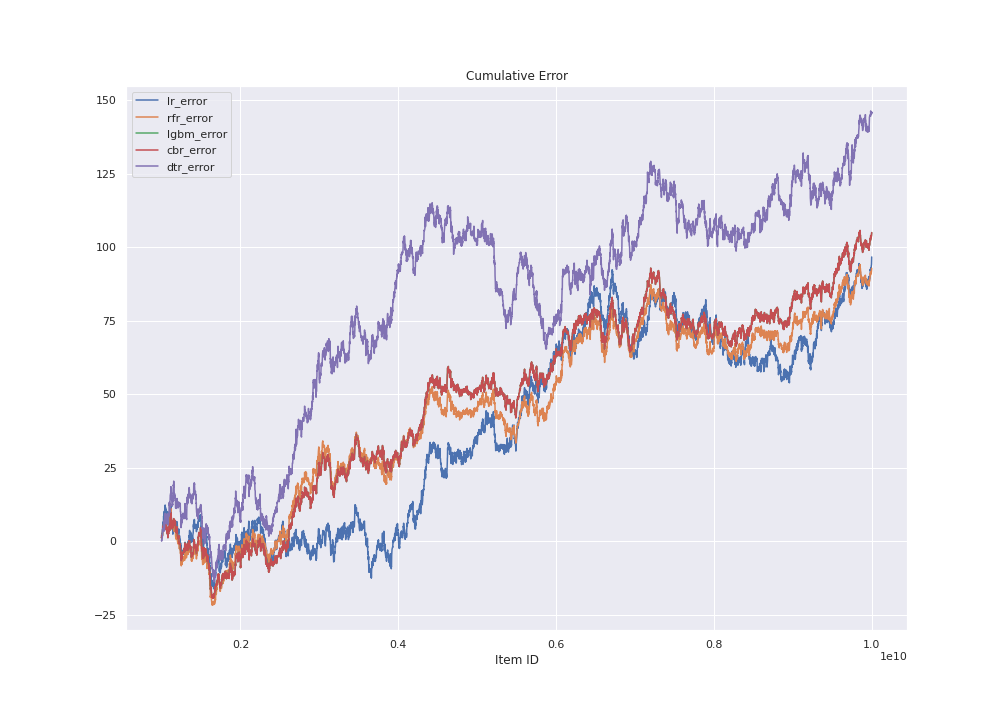 Cumulative Error
150
125
100
75
50
25
0
−25
lr_error
rfr_error
lgbm_error
cbr_error
dtr_error
0.2
0.4
0.6
0.8
1.0
1e10
Item ID